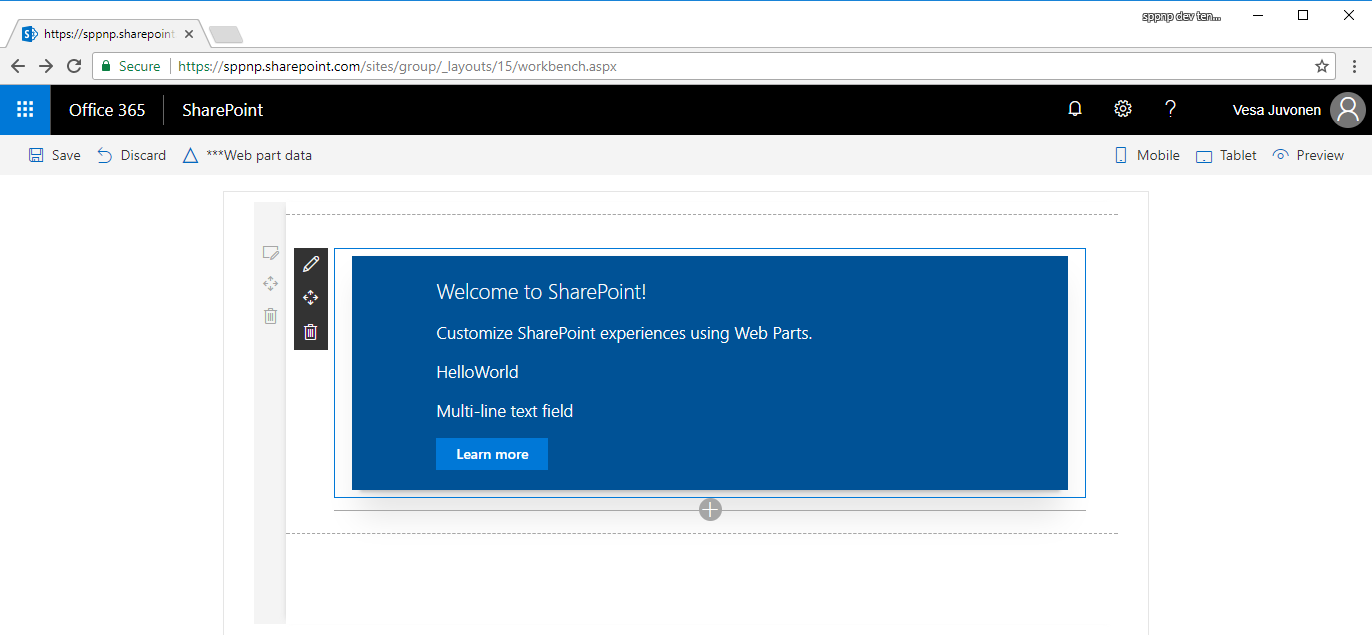 sppnp dev ten...
https://sppnp.sharepoint
Secure https://sppnp.sharepoint.com/sites/group/_layouts/15/workbench.aspx
Office 365 SharePoint Vesa Juvonen
Save Discard ***Web part data Mobile Tablet Preview
Welcome to SharePoint!
Customize SharePoint experiences using Web Parts.
HelloWorld
Multi-line text field
Learn more